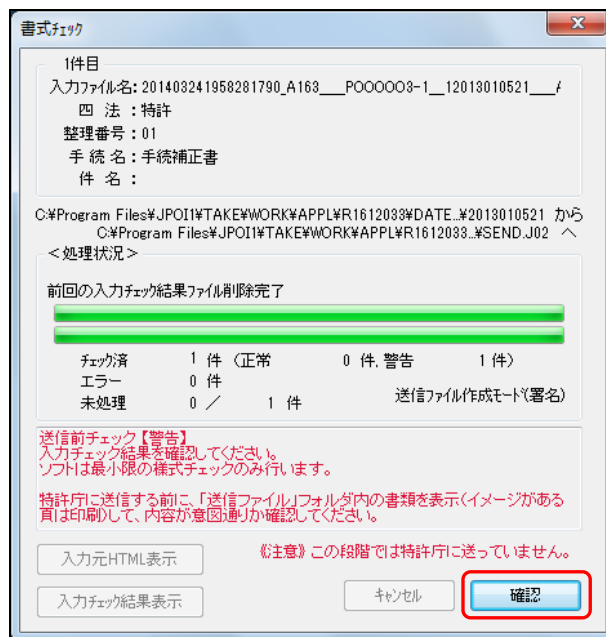 書式ﾁｪｯｸ
1件目
入力ﾌｧｲﾙ名: 201403241958281790_A163___P000003-1__12013010521___/
四 法 : 特許
整理番号 : 01
手 続 名 : 手続補正書
件 名 :
C:¥Program Files¥JPOI1¥TAKE¥WORK¥APPL¥R1612033¥DATE..¥2013010521 から
C:¥Program Files¥JPOI1¥TAKE¥WORK¥APPL¥R1612033..¥SEND.J02 へ
＜処理状況＞
前回の入力ﾁｪｯｸ結果ﾌｧｲﾙ削除完了
ﾁｪｯｸ済 1 件 (正常 0 件, 警告 1 件)
エラー 0 件
未処理 0 ／ 1 件 送信ﾌｧｲﾙ作成ﾓｰﾄﾞ(署名)
送信前チェック【警告】
入力チェック結果を確認してください。
ソフトは最小限の様式チェックのみ行います。
特許庁に送信する前に、「送信ファイル」フォルダ内の書類を表示(イメージがある
頁は印刷)して、内容が意図通りか確認してください。
《注意》この段階では特許庁に送っていません。
入力元HTML表示
入力ﾁｪｯｸ結果表示
ｷｬﾝｾﾙ
確認